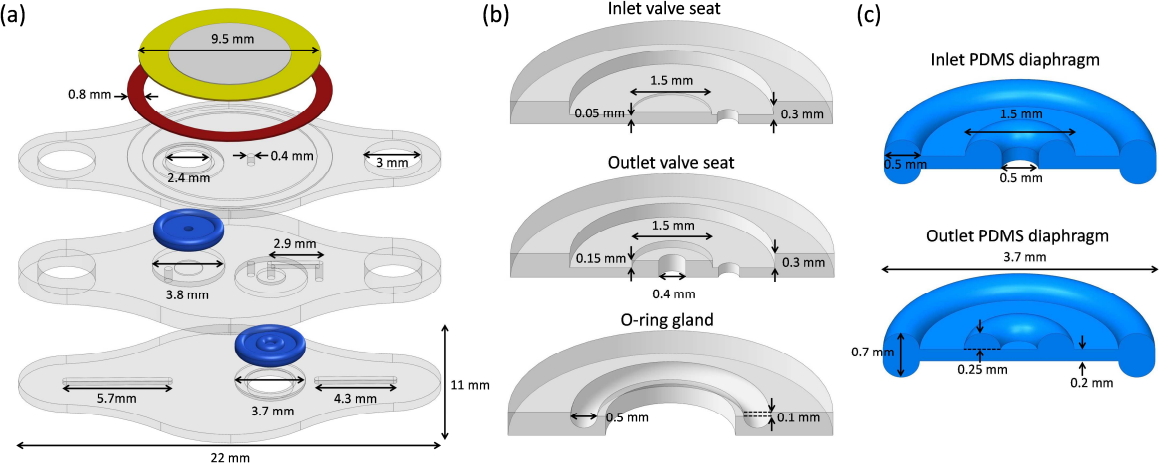 (a)
9.5 mm
0.8 mm
0.4 mm
3 mm
2.4 mm
2.9 mm
3.8 mm
11 mm
5.7mm
3.7 mm
4.3 mm
22 mm
(b)
Inlet valve seat
1.5 mm
0.05 mm
0.3 mm
Outlet valve seat
1.5 mm
0.15 mm
0.3 mm
0.4 mm
O-ring gland
0.5 mm
0.1 mm
(c)
Inlet PDMS diaphragm
1.5 mm
0.5 mm
0.5 mm
Outlet PDMS diaphragm
3.7 mm
0.7 mm
0.25 mm
0.2 mm